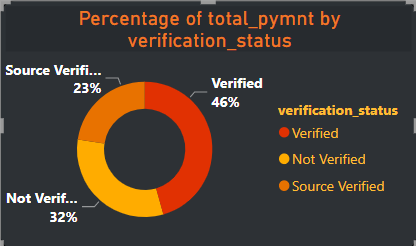 Percentage of total_pymnt by
verification_status
Source Verifi...
23%
Verified
46%
Not Verif...
32%
verification_status
Verified
Not Verified
Source Verified